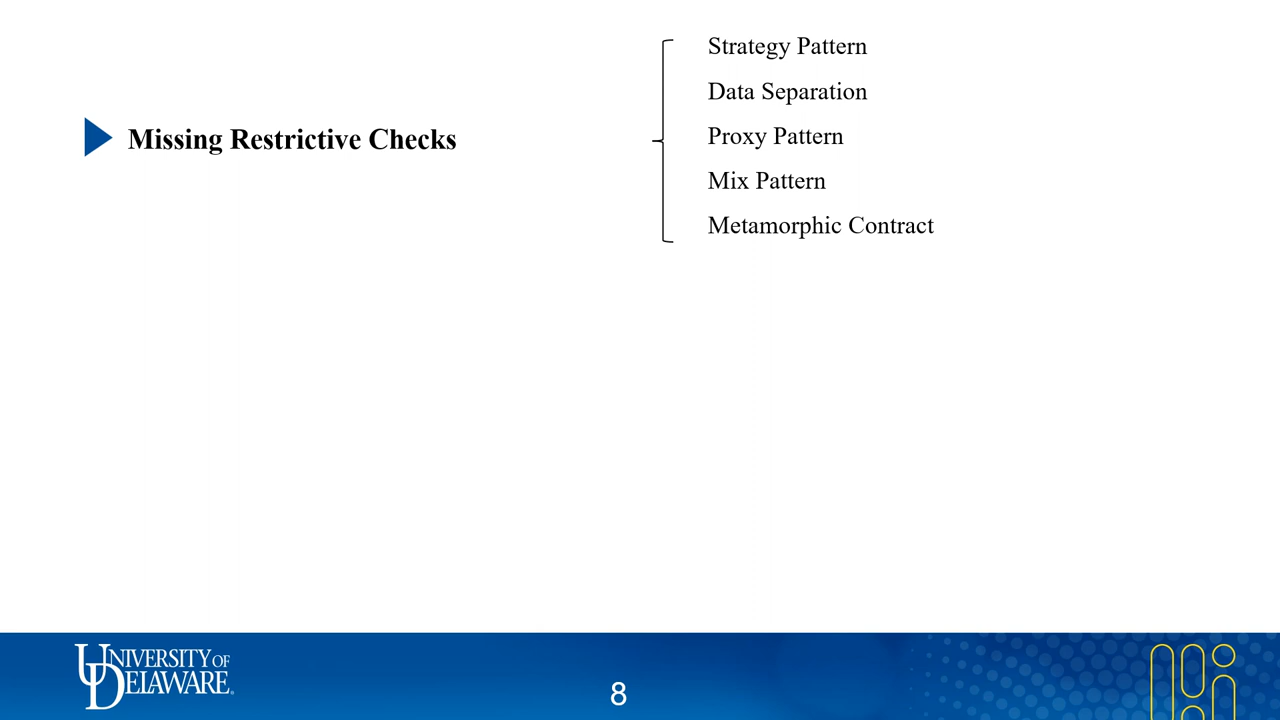 Strategy Pattern
Data Separation
Missing Restrictive Checks
Proxy Pattern
Mix Pattern
Metamorphic Contract
UNIVERSITY OF
DELAWARE.
8